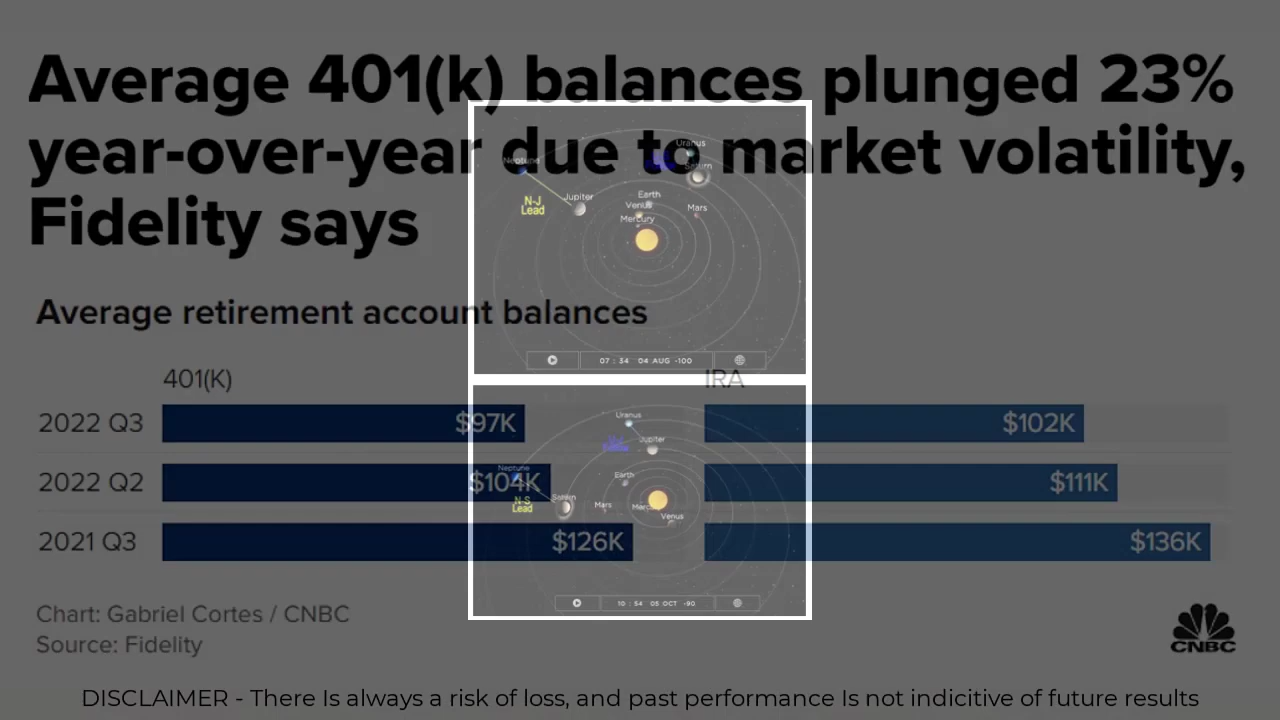 Average 401(k) balances plunged 23%
year-over-year due to market volatility,
Fidelity says
Average retirement account balances
401(K)
IRA
2022 Q3
$97K
$102K
2022 Q2
$104K
$111K
2021 Q3
$126K
$136K
Chart: Gabriel Cortes / CNBC
Source: Fidelity
CNBC
Neptune
Uranus
Saturn
N-J
Lead
Jupiter
Earth
Venus
Mercury
Mars
07 : 34 04 AUG -100
Uranus
Jupiter
Neptune
Earth
N-S
Lead
Saturn
Mars
Venus
10 : 54 05 OCT -90
DISCLAIMER - There Is always a risk of loss, and past performance Is not indicitive of future results